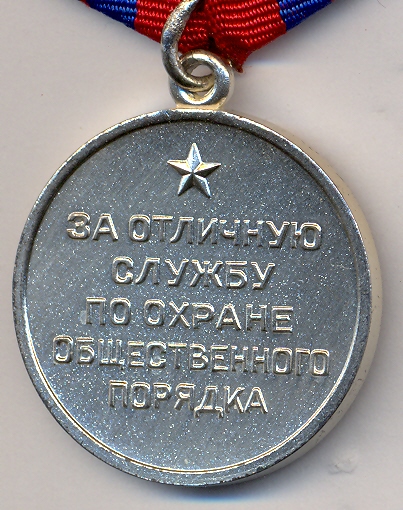 ЗА ОТЛИЧНУЮ
СЛУЖБУ
ПО ОХРАНЕ
ОБЩЕСТВЕННОГО
ПОРЯДКА